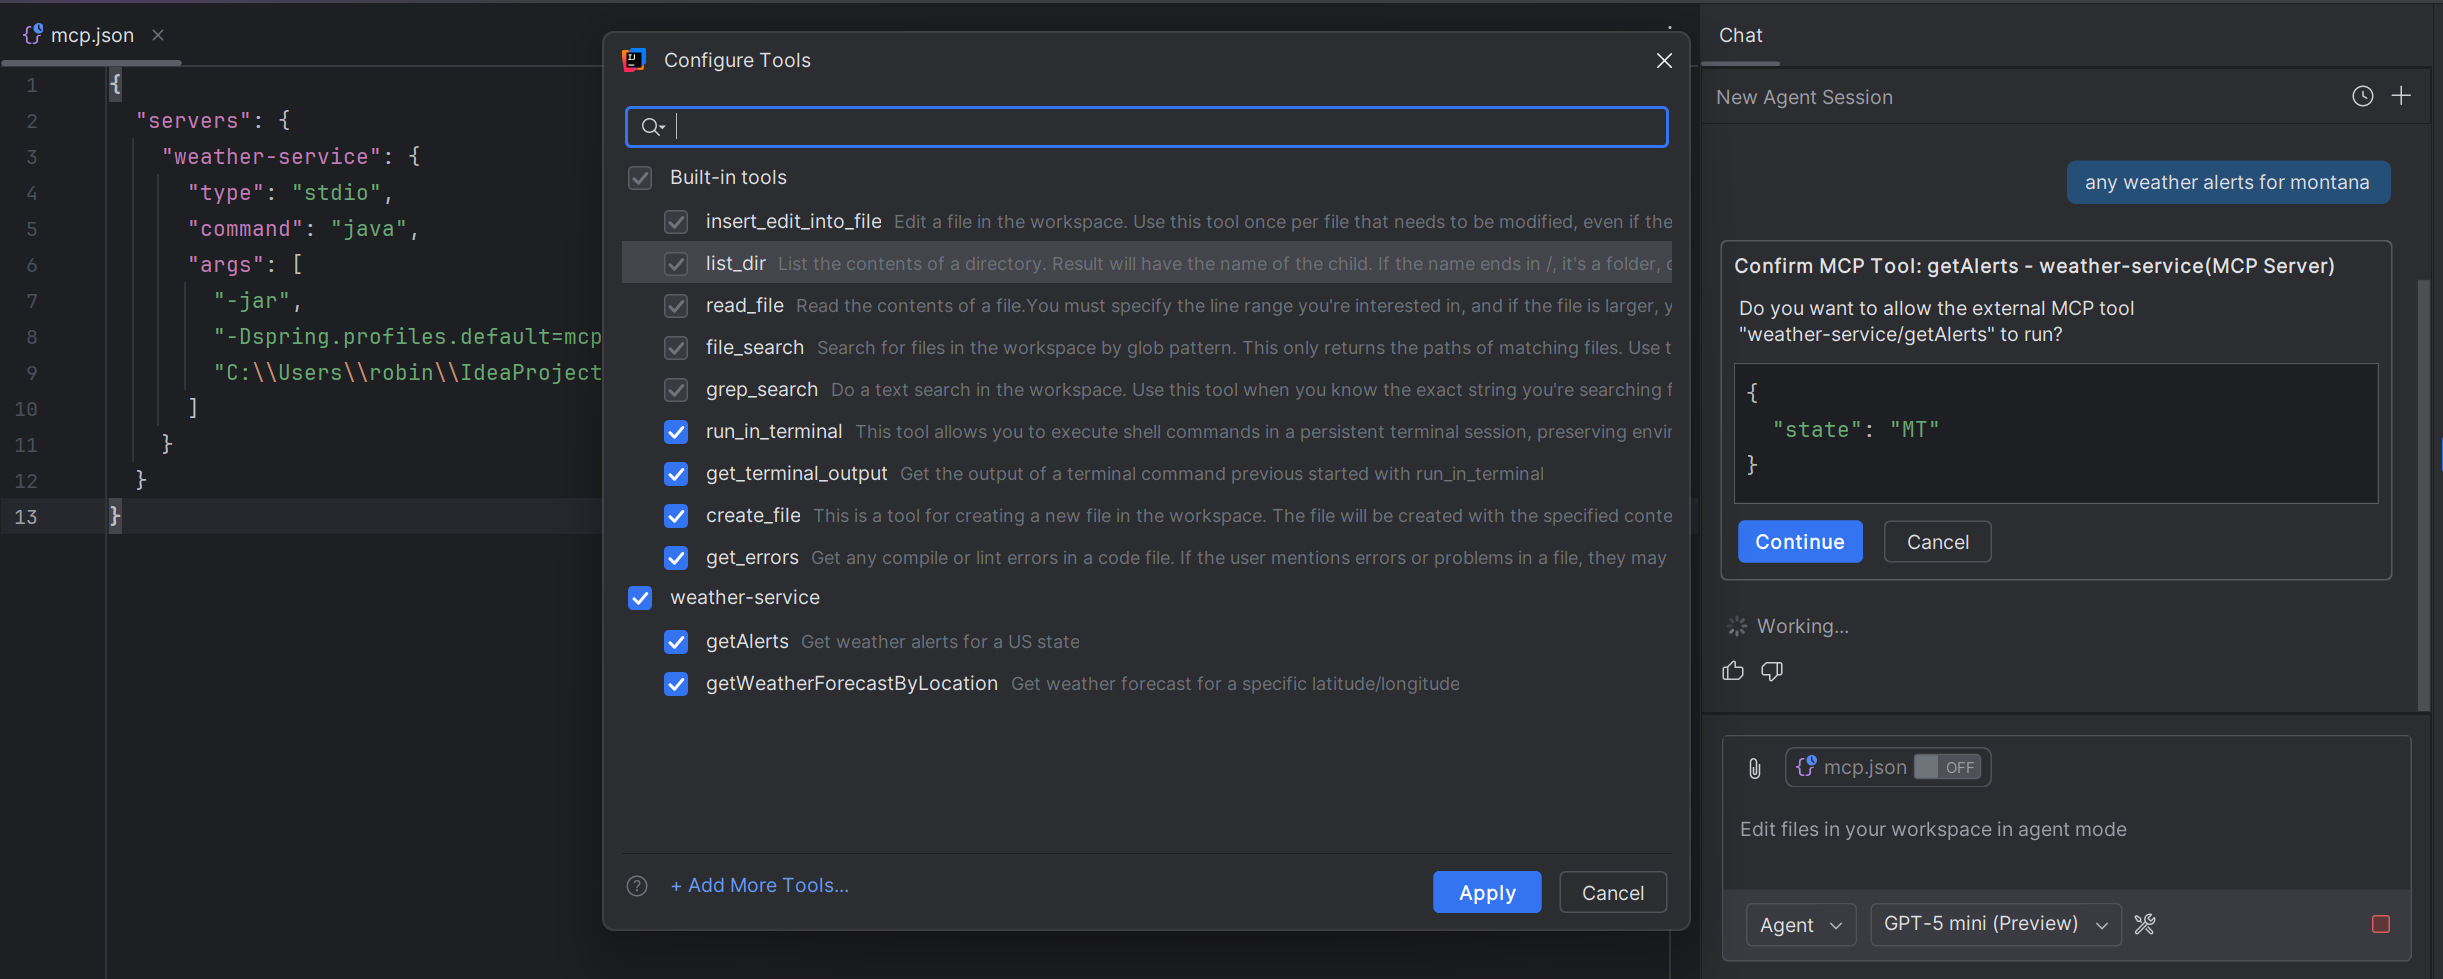 mcp.json
1 {
2 "servers": {
3 "weather-service": {
4 "type": "stdio",
5 "command": "java",
6 "args": [
7 "-jar",
8 "-Dspring.profiles.default=mcp
9 "C:\\Users\\robin\\IdeaProject
10 ]
11 }
12 }
13 }
Configure Tools
Built-in tools
insert_edit_into_file Edit a file in the workspace. Use this tool once per file that needs to be modified, even if the
list_dir List the contents of a directory. Result will have the name of the child. If the name ends in /, it's a folder,
read_file Read the contents of a file.You must specify the line range you're interested in, and if the file is larger,
file_search Search for files in the workspace by glob pattern. This only returns the paths of matching files. Use t
grep_search Do a text search in the workspace. Use this tool when you know the exact string you're searching f
run_in_terminal This tool allows you to execute shell commands in a persistent terminal session, preserving envir
get_terminal_output Get the output of a terminal command previous started with run_in_terminal
create_file This is a tool for creating a new file in the workspace. The file will be created with the specified conte
get_errors Get any compile or lint errors in a code file. If the user mentions errors or problems in a file, they may
weather-service
getAlerts Get weather alerts for a US state
getWeatherForecastByLocation Get weather forecast for a specific latitude/longitude
+ Add More Tools...
Apply
Cancel
Chat
New Agent Session
any weather alerts for montana
Confirm MCP Tool: getAlerts - weather-service(MCP Server)
Do you want to allow the external MCP tool
"weather-service/getAlerts" to run?
{
"state": "MT"
}
Continue
Cancel
Working...
mcp.json OFF
Edit files in your workspace in agent mode
Agent
GPT-5 mini (Preview)